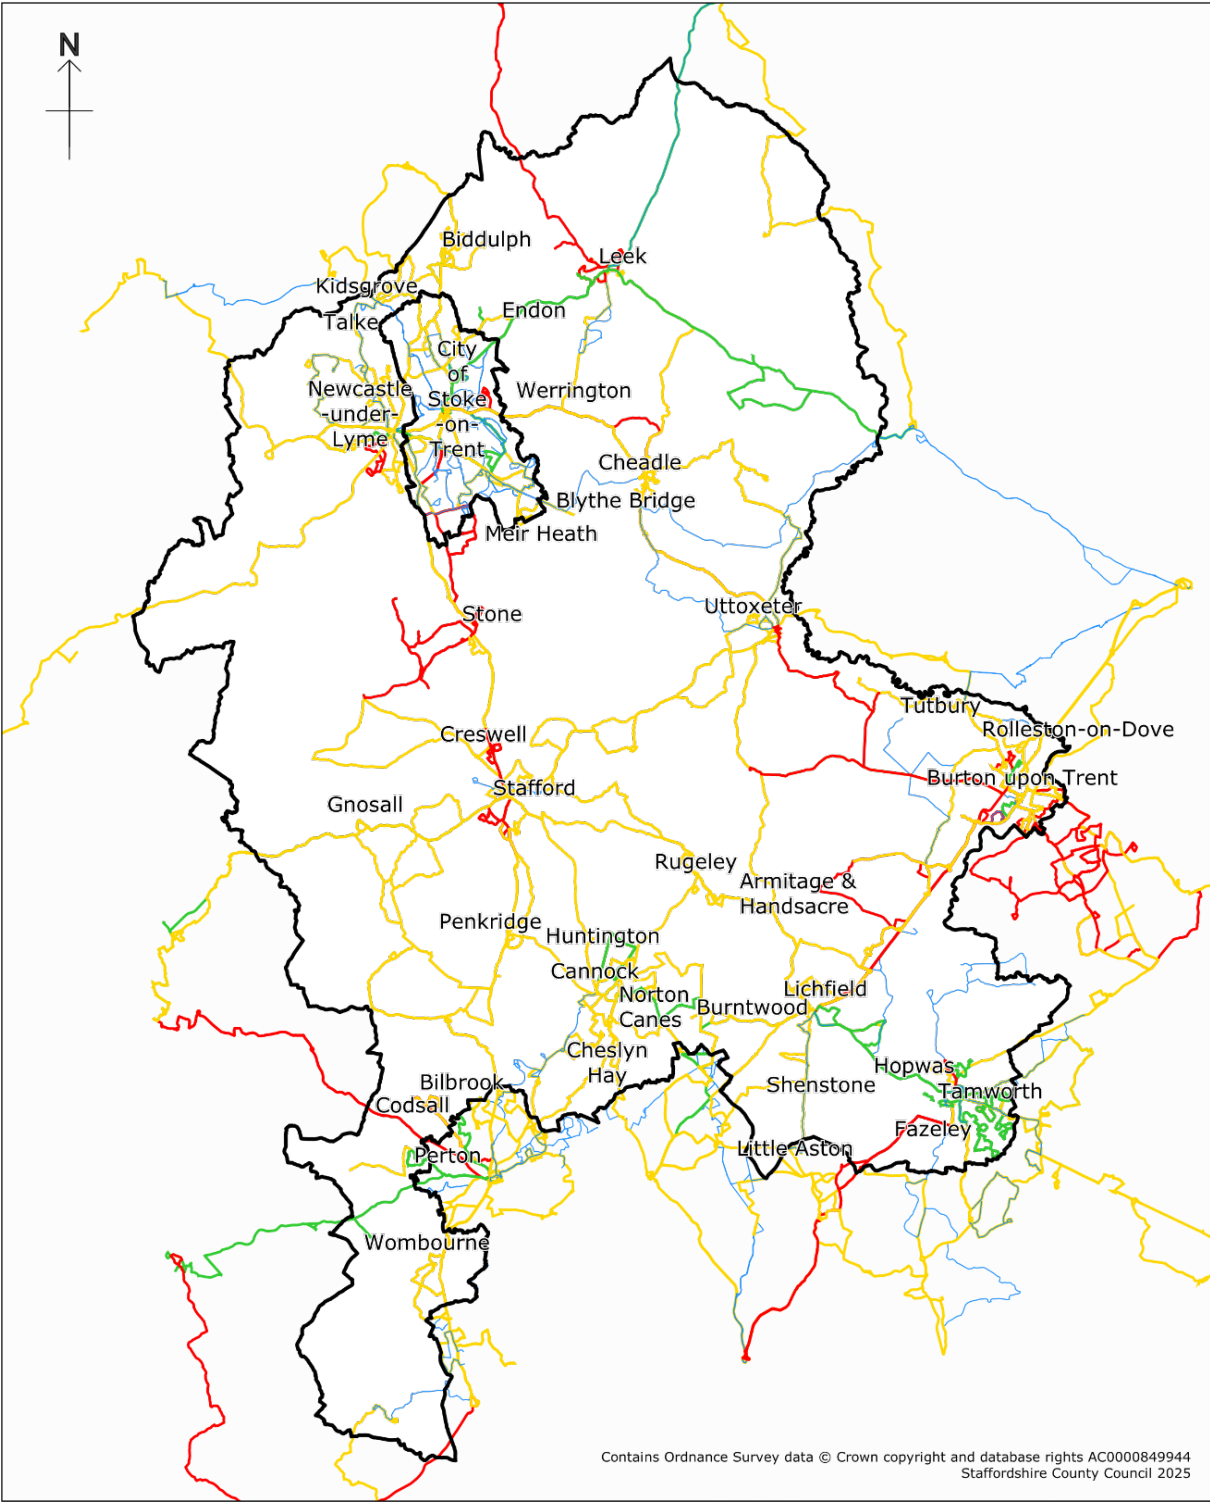 N
Biddulph
Leek
Kidsgrove
Endon
Talke
City
of
Stoke
-on-
Trent
Newcastle
-under-
Lyme
Werrington
Cheadle
Blythe Bridge
Meir Heath
Uttoxeter
Stone
Tutbury
Rolleston-on-Dove
Creswell
Burton upon Trent
Stafford
Gnosall
Rugeley
Armitage &
Handsacre
Penkridge
Huntington
Cannock
Lichfield
Norton
Canes
Burntwood
Cheslyn
Hay
Hopwas
Shenstone
Tamworth
Bilbrook
Codsall
Fazeley
Little Aston
Perton
Wombourne
Contains Ordnance Survey data © Crown copyright and database rights AC0000849944
Staffordshire County Council 2025